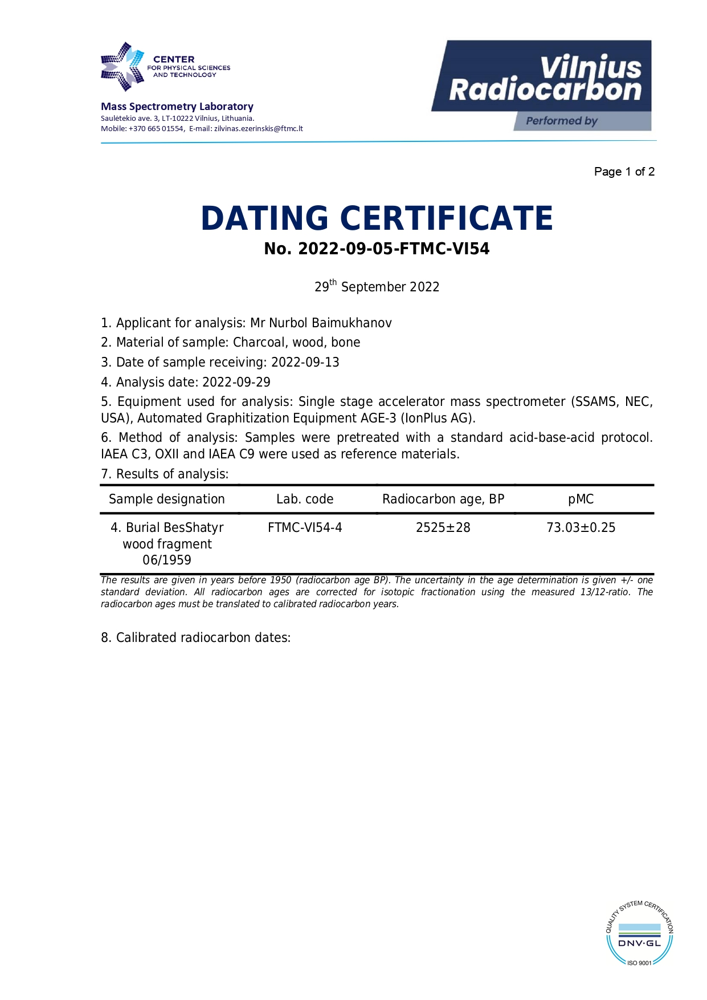 CENTER
FOR PHYSICAL SCIENCES
AND TECHNOLOGY
Vilnius
Radiocarbon
Performed by
Mass Spectrometry Laboratory
Saulėtekio ave. 3, LT-10222 Vilnius, Lithuania.
Mobile: +370 665 01554, E-mail: zilvinas.ezerinskis@ftmc.lt
Page 1 of 2
DATING CERTIFICATE
No. 2022-09-05-FTMC-VI54
29th September 2022
1. Applicant for analysis: Mr Nurbol Baimukhanov
2. Material of sample: Charcoal, wood, bone
3. Date of sample receiving: 2022-09-13
4. Analysis date: 2022-09-29
5. Equipment used for analysis: Single stage accelerator mass spectrometer (SSAMS, NEC,
USA), Automated Graphitization Equipment AGE-3 (IonPlus AG).
6. Method of analysis: Samples were pretreated with a standard acid-base-acid protocol.
IAEA C3, OXII and IAEA C9 were used as reference materials.
7. Results of analysis:
Sample designation Lab. code Radiocarbon age, BP pMC
4. Burial BesShatyr FTMC-VI54-4 2525±28 73.03±0.25
wood fragment
06/1959
The results are given in years before 1950 (radiocarbon age BP). The uncertainty in the age determination is given +/- one
standard deviation. All radiocarbon ages are corrected for isotopic fractionation using the measured 13/12-ratio. The
radiocarbon ages must be translated to calibrated radiocarbon years.
8. Calibrated radiocarbon dates:
QUALITY SYSTEM CERTIFICATION
DNV·GL
ISO 9001